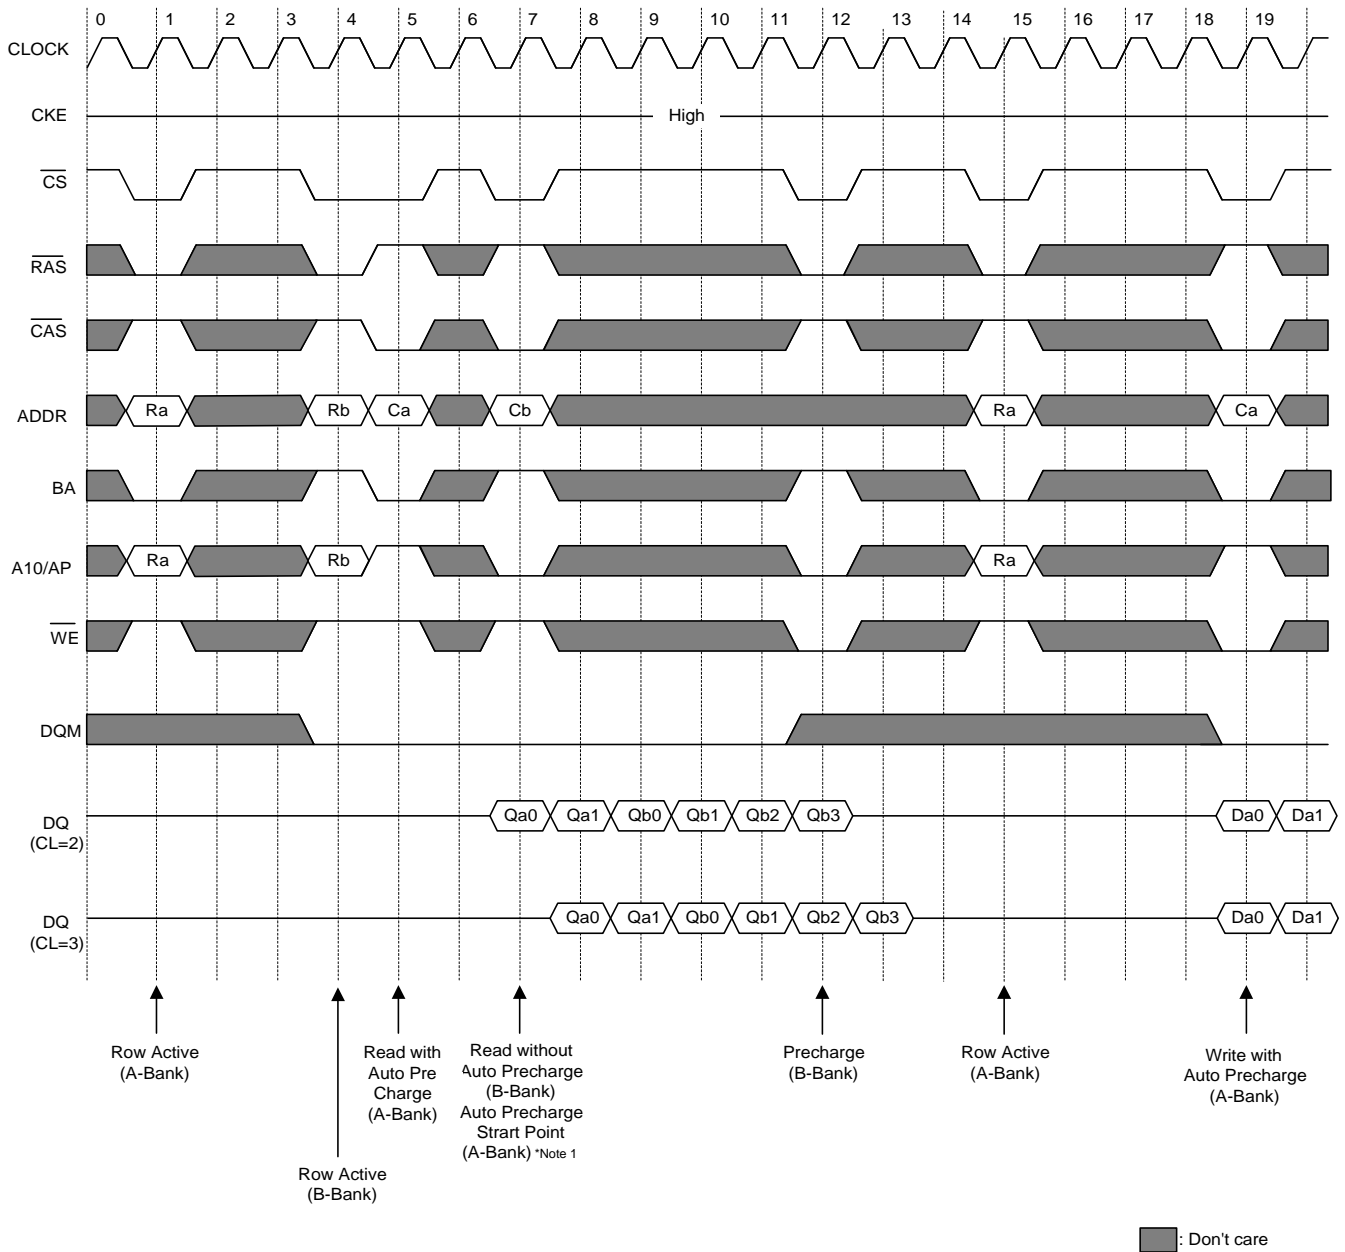 0 1 2 3 4 5 6 7 8 9 10 11 12 13 14 15 16 17 18 19
CLOCK
CKE High
CS
RAS
CAS
ADDR Ra Rb Ca Cb Ra Ca
BA
A10/AP Ra Rb Ra
WE
DQM
DQ (CL=2) Qa0 Qa1 Qb0 Qb1 Qb2 Qb3 Da0 Da1
DQ (CL=3) Qa0 Qa1 Qb0 Qb1 Qb2 Qb3 Da0 Da1
Row Active
(A-Bank)
Row Active
(B-Bank)
Read with
Auto Pre
Charge
(A-Bank)
Read without
Auto Precharge
(B-Bank)
Auto Precharge
Strart Point
(A-Bank) *Note 1
Precharge
(B-Bank)
Row Active
(A-Bank)
Write with
Auto Precharge
(A-Bank)
: Don't care